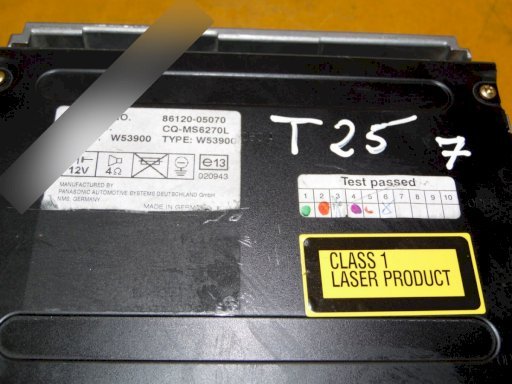 O. 86120-05070
CQ-MS6270L
W53900 TYPE: W53900
12V 4Ω e13
020943
MANUFACTURED BY
PANASONIC AUTOMOTIVE SYSTEMS DEUTSCHLAND GmbH
NMS, GERMANY
MADE IN GERMANY
T25 7
Test passed
1 2 3 4 5 6 7 8 9 10
CLASS 1
LASER PRODUCT